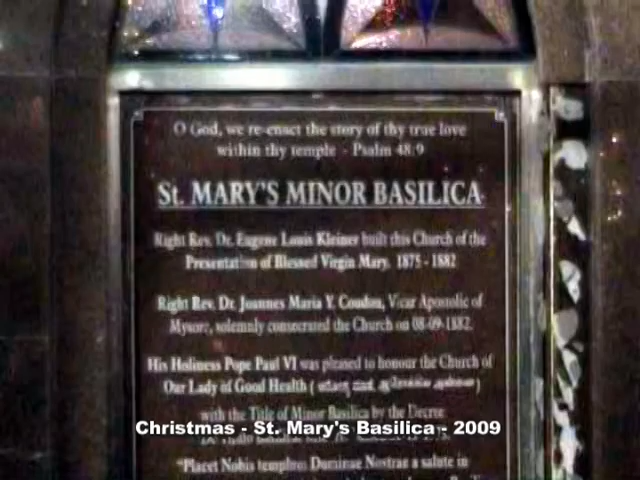 O God, we re-enact the story of thy true love
within thy temple - Psalm 48:9
St. MARY'S MINOR BASILICA
Right Rev. Dr. Eugene Louis Kleiner built this Church of the
Presentation of Blessed Virgin Mary. 1875 - 1882
Right Rev. Dr. Joannes Maria Y. Coadou, Vicar Apostolic of
Mysore, solemnly consecrated the Church on 08-09-1882.
His Holiness Pope Paul VI was pleased to honour the Church of
Our Lady of Good Health (
with the Title of Minor Basilica by the Decree
Christmas - St. Mary's Basilica - 2009
"Placet Nobis templum Dominae Nostrae a salute in